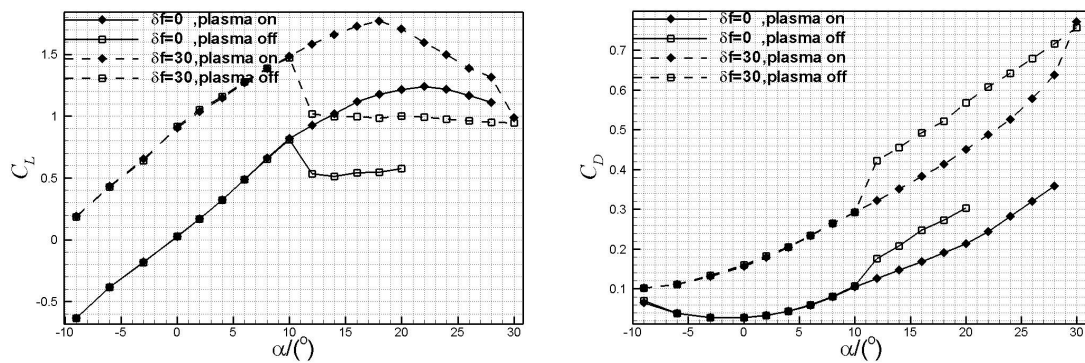 δf=0 ,plasma on
δf=0 ,plasma off
δf=30,plasma on
δf=30,plasma off
1.5
1
0.5
0
-0.5
C_L
-10 -5 0 5 10 15 20 25 30
α/(°)
δf=0 ,plasma on
δf=0 ,plasma off
δf=30,plasma on
δf=30,plasma off
0.7
0.6
0.5
0.4
0.3
0.2
0.1
C_D
-10 -5 0 5 10 15 20 25 30
α/(°)